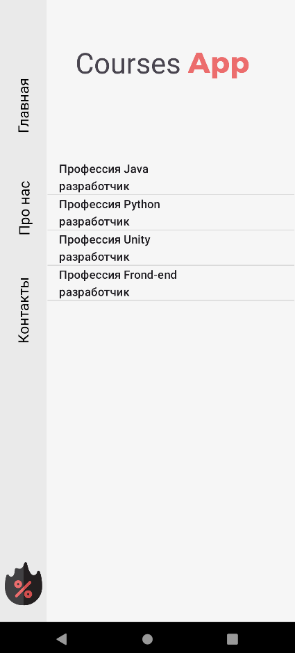 Courses App
Главная
Про нас
Контакты
Профессия Java
разработчик
Профессия Python
разработчик
Профессия Unity
разработчик
Профессия Frond-end
разработчик
%